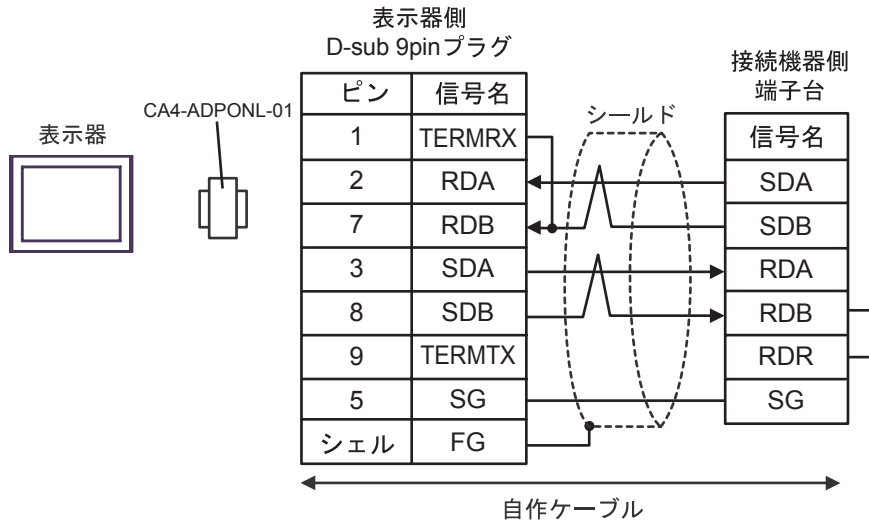 表示器側
D-sub 9pinプラグ
接続機器側
端子台
CA4-ADPONL-01
表示器
シールド
ピン 信号名
1 TERMRX
2 RDA
7 RDB
3 SDA
8 SDB
9 TERMTX
5 SG
シェル FG
信号名
SDA
SDB
RDA
RDB
RDR
SG
自作ケーブル